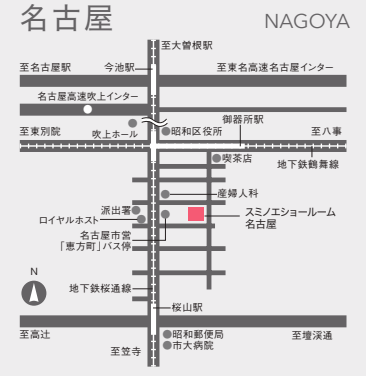 名古屋
NAGOYA
至大曽根駅
至名古屋駅
今池駅
至東名高速名古屋インター
名古屋高速吹上インター
御器所駅
至東別院
吹上ホール
昭和区役所
至八事
喫茶店
地下鉄鶴舞線
産婦人科
派出署
ロイヤルホスト
スミノエショールーム
名古屋
名古屋市営
「恵方町」バス停
N
地下鉄桜通線
桜山駅
至高辻
昭和郵便局
至壇渓通
市大病院
至笠寺